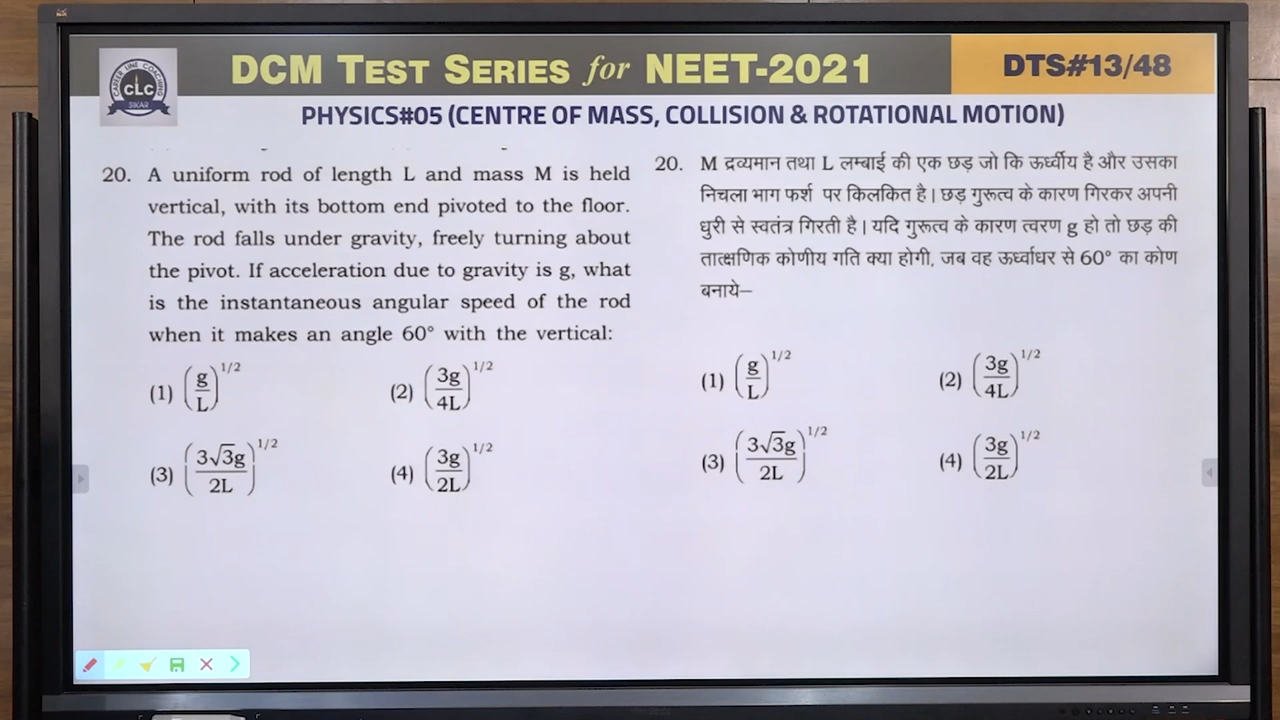 DCM TEST SERIES for NEET-2021
DTS#13/48
CAREER LINE COACHING
CLC
SIKAR
PHYSICS#05 (CENTRE OF MASS, COLLISION & ROTATIONAL MOTION)
20. A uniform rod of length L and mass M is held
vertical, with its bottom end pivoted to the floor.
The rod falls under gravity, freely turning about
the pivot. If acceleration due to gravity is g, what
is the instantaneous angular speed of the rod
when it makes an angle 60° with the vertical:
(1) (g/L)^1/2 (2) (3g/4L)^1/2
(3) (3√3g/2L)^1/2 (4) (3g/2L)^1/2
20. M द्रव्यमान तथा L लम्बाई की एक छड़ जो कि ऊर्ध्वीय है और उसका
निचला भाग फर्श पर किलकित है। छड़ गुरूत्व के कारण गिरकर अपनी
धुरी से स्वतंत्र गिरती है। यदि गुरूत्व के कारण त्वरण g हो तो छड़ की
तात्क्षणिक कोणीय गति क्या होगी, जब वह ऊर्ध्वाधर से 60° का कोण
बनाये–
(1) (g/L)^1/2 (2) (3g/4L)^1/2
(3) (3√3g/2L)^1/2 (4) (3g/2L)^1/2